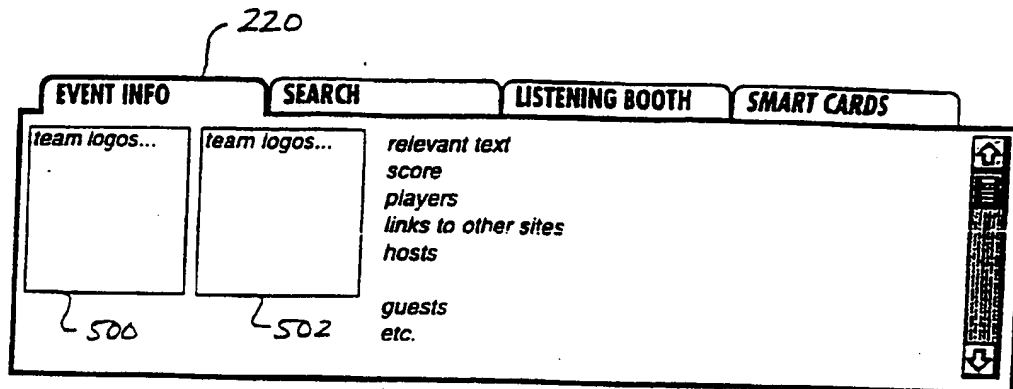 220
EVENT INFO SEARCH LISTENING BOOTH SMART CARDS
team logos... team logos... relevant text
score
players
links to other sites
hosts
guests
etc.
500 502